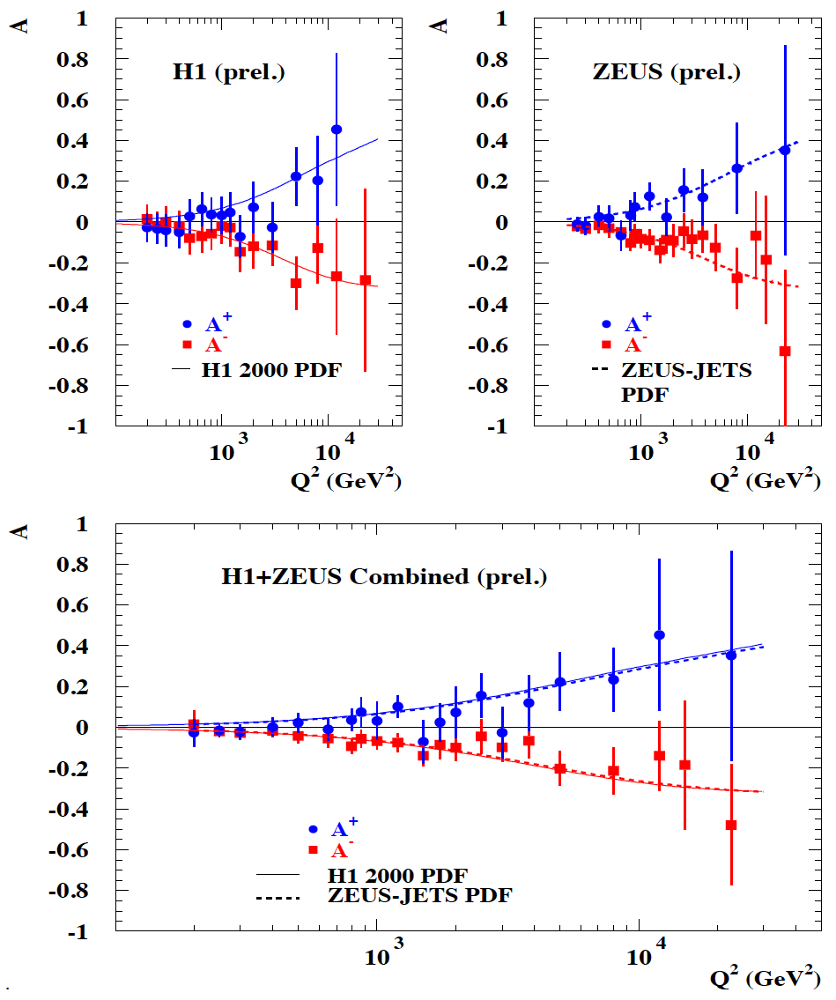 A
1
0.8
0.6
0.4
0.2
0
-0.2
-0.4
-0.6
-0.8
-1
H1 (prel.)
A⁺
A⁻
H1 2000 PDF
10³ 10⁴
Q² (GeV²)
A
1
0.8
0.6
0.4
0.2
0
-0.2
-0.4
-0.6
-0.8
-1
ZEUS (prel.)
A⁺
A⁻
ZEUS-JETS
PDF
10³ 10⁴
Q² (GeV²)
A
1
0.8
0.6
0.4
0.2
0
-0.2
-0.4
-0.6
-0.8
-1
H1+ZEUS Combined (prel.)
A⁺
A⁻
H1 2000 PDF
ZEUS-JETS PDF
10³ 10⁴
Q² (GeV²)
.